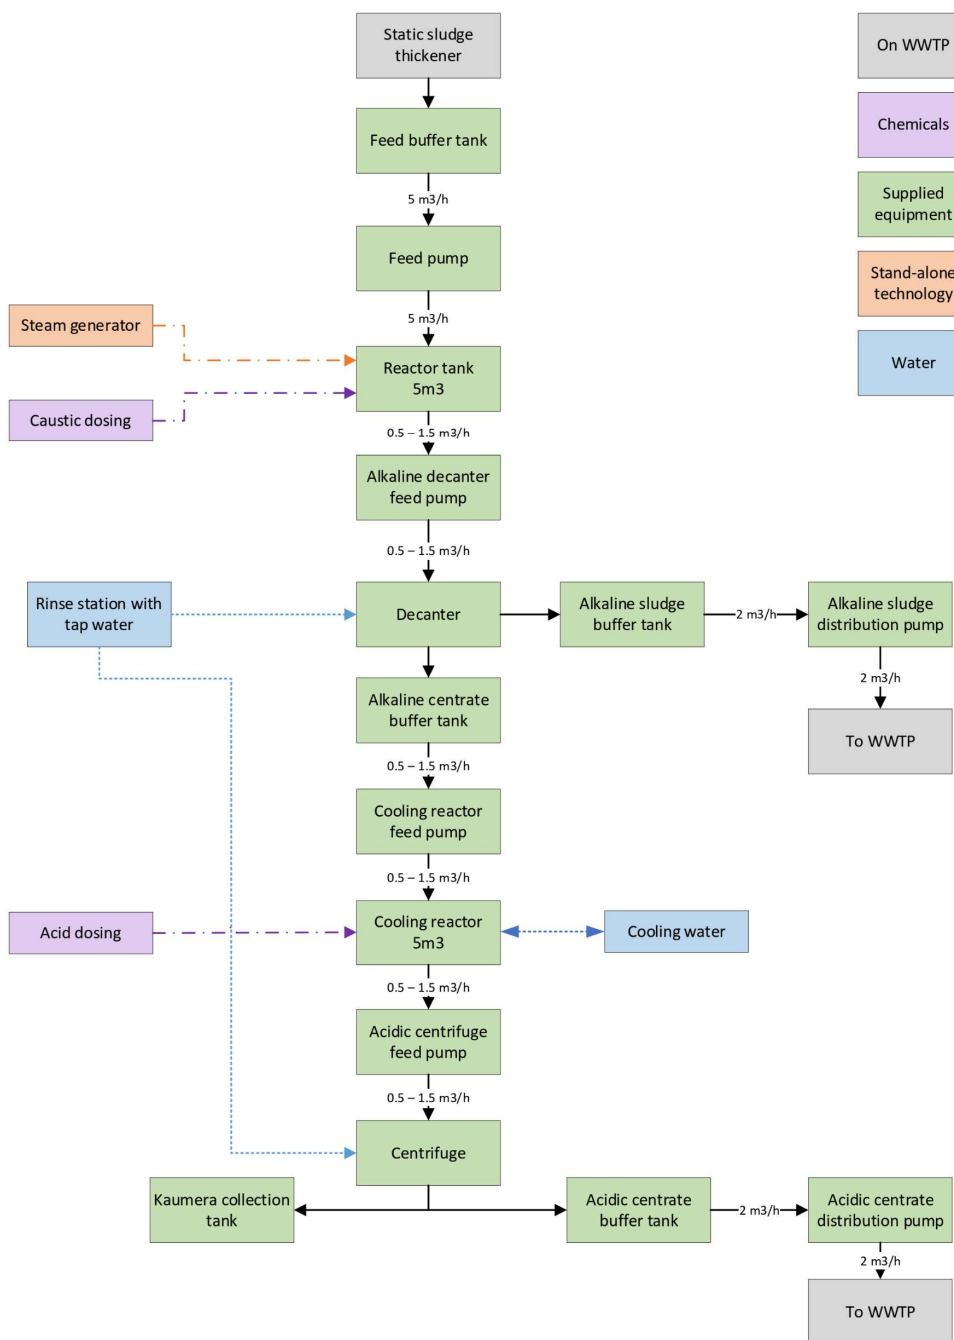 Static sludge
thickener
On WWTP
Feed buffer tank
Chemicals
5 m3/h
Supplied
equipment
Feed pump
Stand-alone
technology
5 m3/h
Steam generator
Reactor tank
5m3
Water
Caustic dosing
0.5 – 1.5 m3/h
Alkaline decanter
feed pump
0.5 – 1.5 m3/h
Rinse station with
tap water
Decanter
Alkaline sludge
buffer tank
2 m3/h
Alkaline sludge
distribution pump
2 m3/h
Alkaline centrate
buffer tank
To WWTP
0.5 – 1.5 m3/h
Cooling reactor
feed pump
0.5 – 1.5 m3/h
Acid dosing
Cooling reactor
5m3
Cooling water
0.5 – 1.5 m3/h
Acidic centrifuge
feed pump
0.5 – 1.5 m3/h
Centrifuge
Kaumera collection
tank
Acidic centrate
buffer tank
2 m3/h
Acidic centrate
distribution pump
2 m3/h
To WWTP